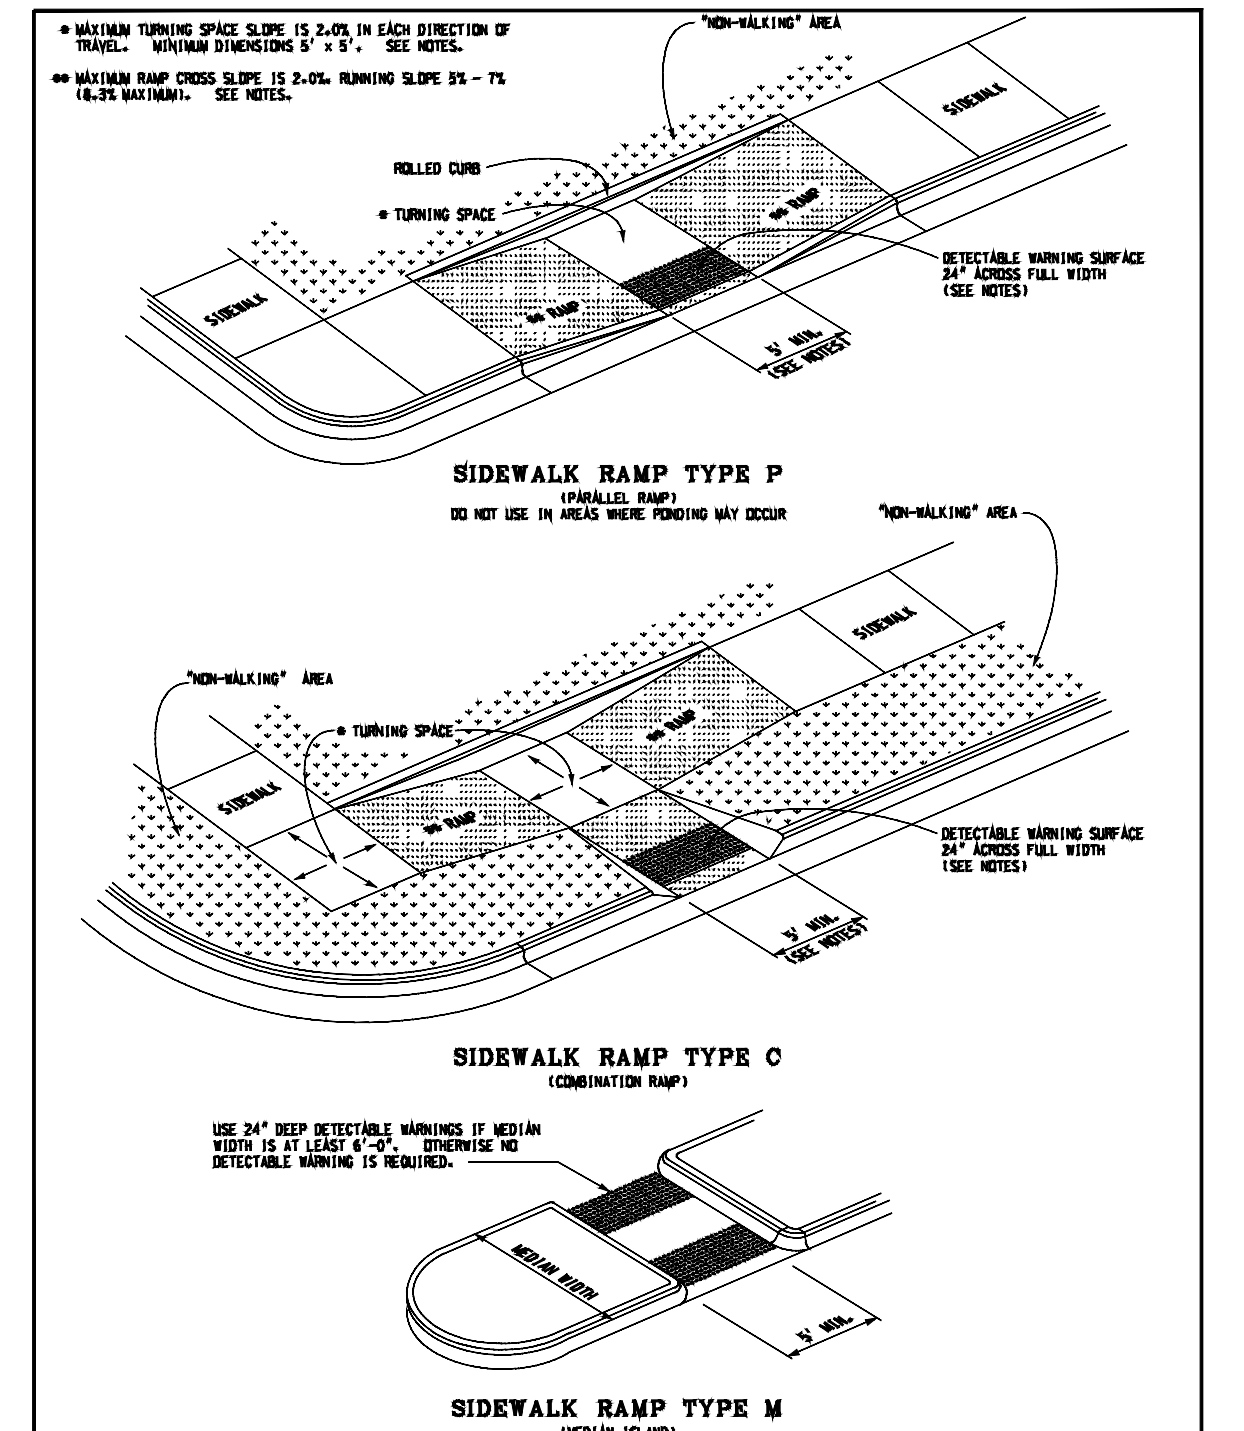 * MAXIMUM TURNING SPACE SLOPE IS 2.0% IN EACH DIRECTION OF
TRAVEL. MINIMUM DIMENSIONS 5' x 5'. SEE NOTES.
** MAXIMUM RAMP CROSS SLOPE IS 2.0%. RUNNING SLOPE 5% - 7%
(8.3% MAXIMUM). SEE NOTES.
"NON-WALKING" AREA
SIDEWALK
ROLLED CURB
** RAMP
* TURNING SPACE
DETECTABLE WARNING SURFACE
24" ACROSS FULL WIDTH
(SEE NOTES)
SIDEWALK
** RAMP
5' MIN.
(SEE NOTES)
SIDEWALK RAMP TYPE P
(PARALLEL RAMP)
DO NOT USE IN AREAS WHERE PONDING MAY OCCUR
"NON-WALKING" AREA
SIDEWALK
"NON-WALKING" AREA
* TURNING SPACE
** RAMP
SIDEWALK
** RAMP
DETECTABLE WARNING SURFACE
24" ACROSS FULL WIDTH
(SEE NOTES)
5' MIN.
(SEE NOTES)
SIDEWALK RAMP TYPE C
(COMBINATION RAMP)
USE 24" DEEP DETECTABLE WARNINGS IF MEDIAN
WIDTH IS AT LEAST 6'-0". OTHERWISE NO
DETECTABLE WARNING IS REQUIRED.
MEDIAN WIDTH
5' MIN.
SIDEWALK RAMP TYPE M
(MEDIAN ISLAND)